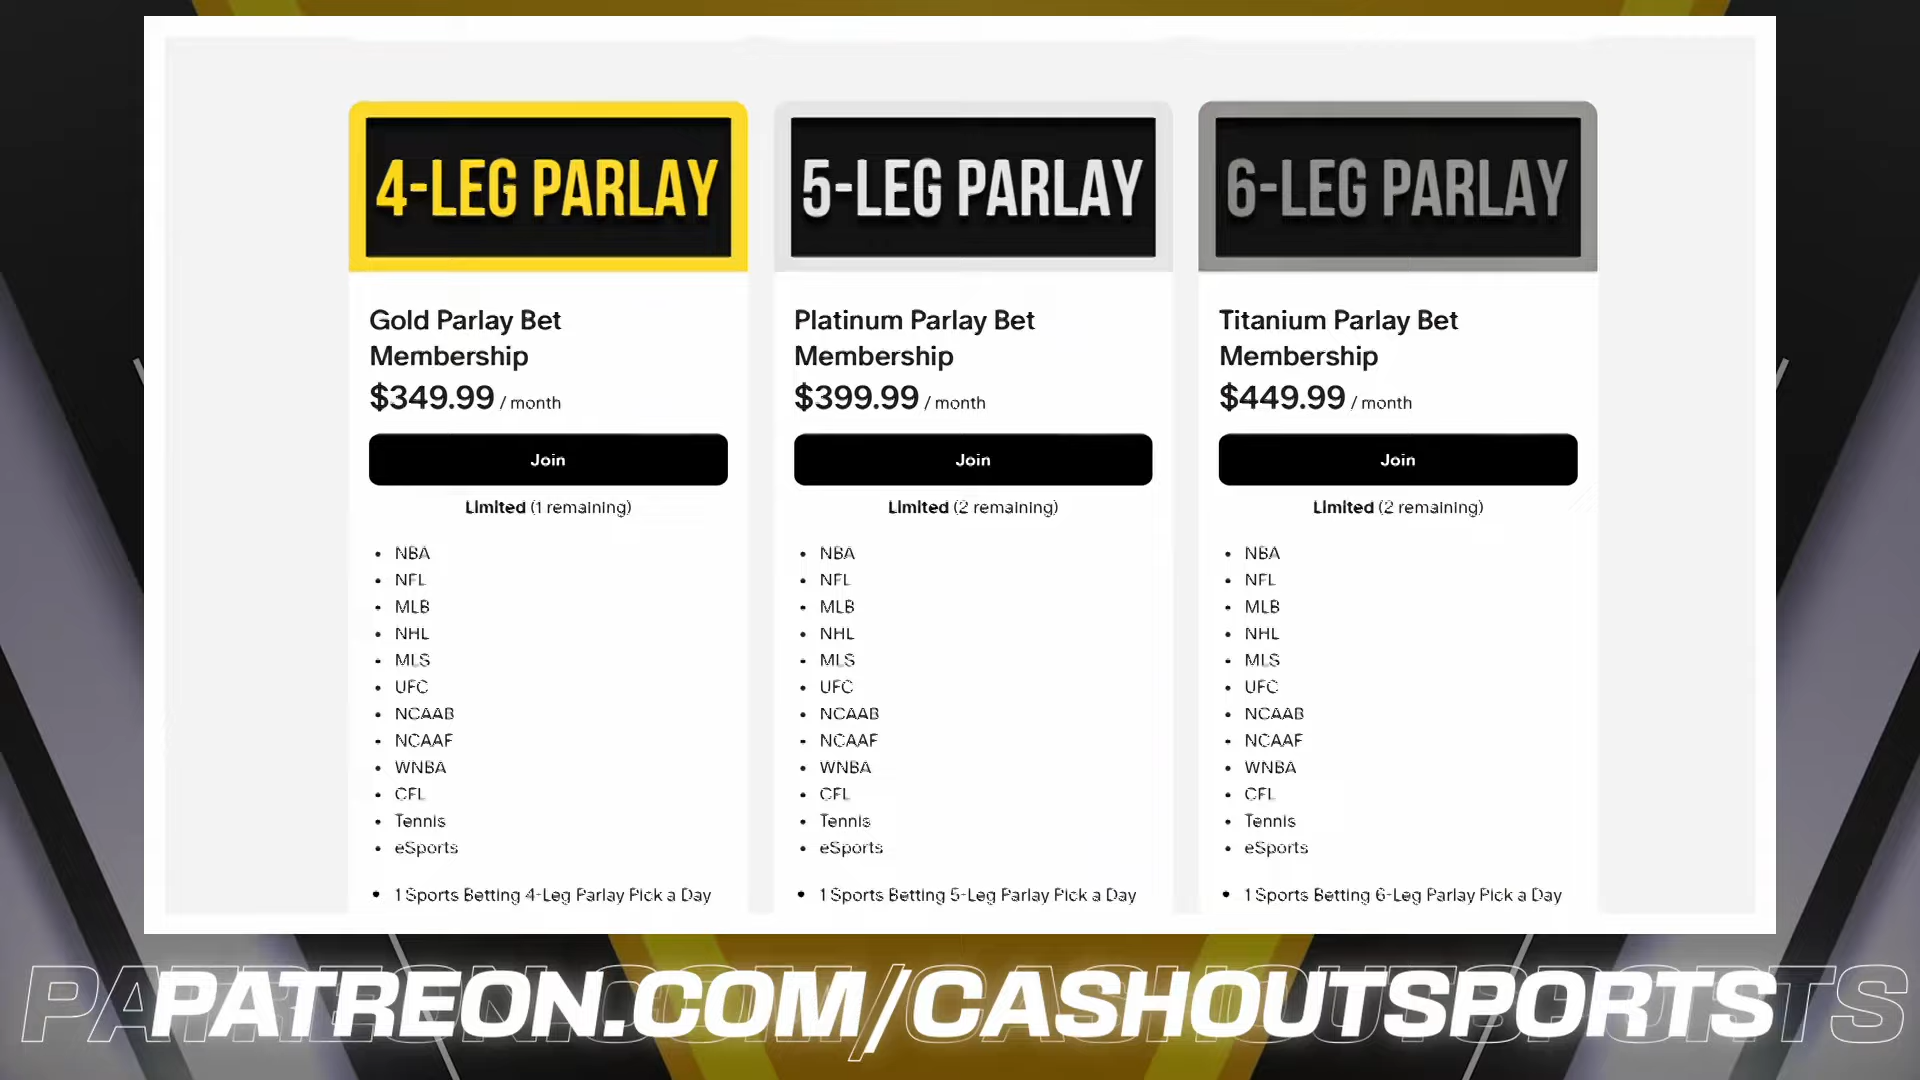 4-LEG PARLAY
Gold Parlay Bet
Membership
$349.99 / month
Join
Limited (1 remaining)
• NBA
• NFL
• MLB
• NHL
• MLS
• UFC
• NCAAB
• NCAAF
• WNBA
• CFL
• Tennis
• eSports
• 1 Sports Betting 4-Leg Parlay Pick a Day
5-LEG PARLAY
Platinum Parlay Bet
Membership
$399.99 / month
Join
Limited (2 remaining)
• NBA
• NFL
• MLB
• NHL
• MLS
• UFC
• NCAAB
• NCAAF
• WNBA
• CFL
• Tennis
• eSports
• 1 Sports Betting 5-Leg Parlay Pick a Day
6-LEG PARLAY
Titanium Parlay Bet
Membership
$449.99 / month
Join
Limited (2 remaining)
• NBA
• NFL
• MLB
• NHL
• MLS
• UFC
• NCAAB
• NCAAF
• WNBA
• CFL
• Tennis
• eSports
• 1 Sports Betting 6-Leg Parlay Pick a Day
PATREON.COM/CASHOUTSPORTS